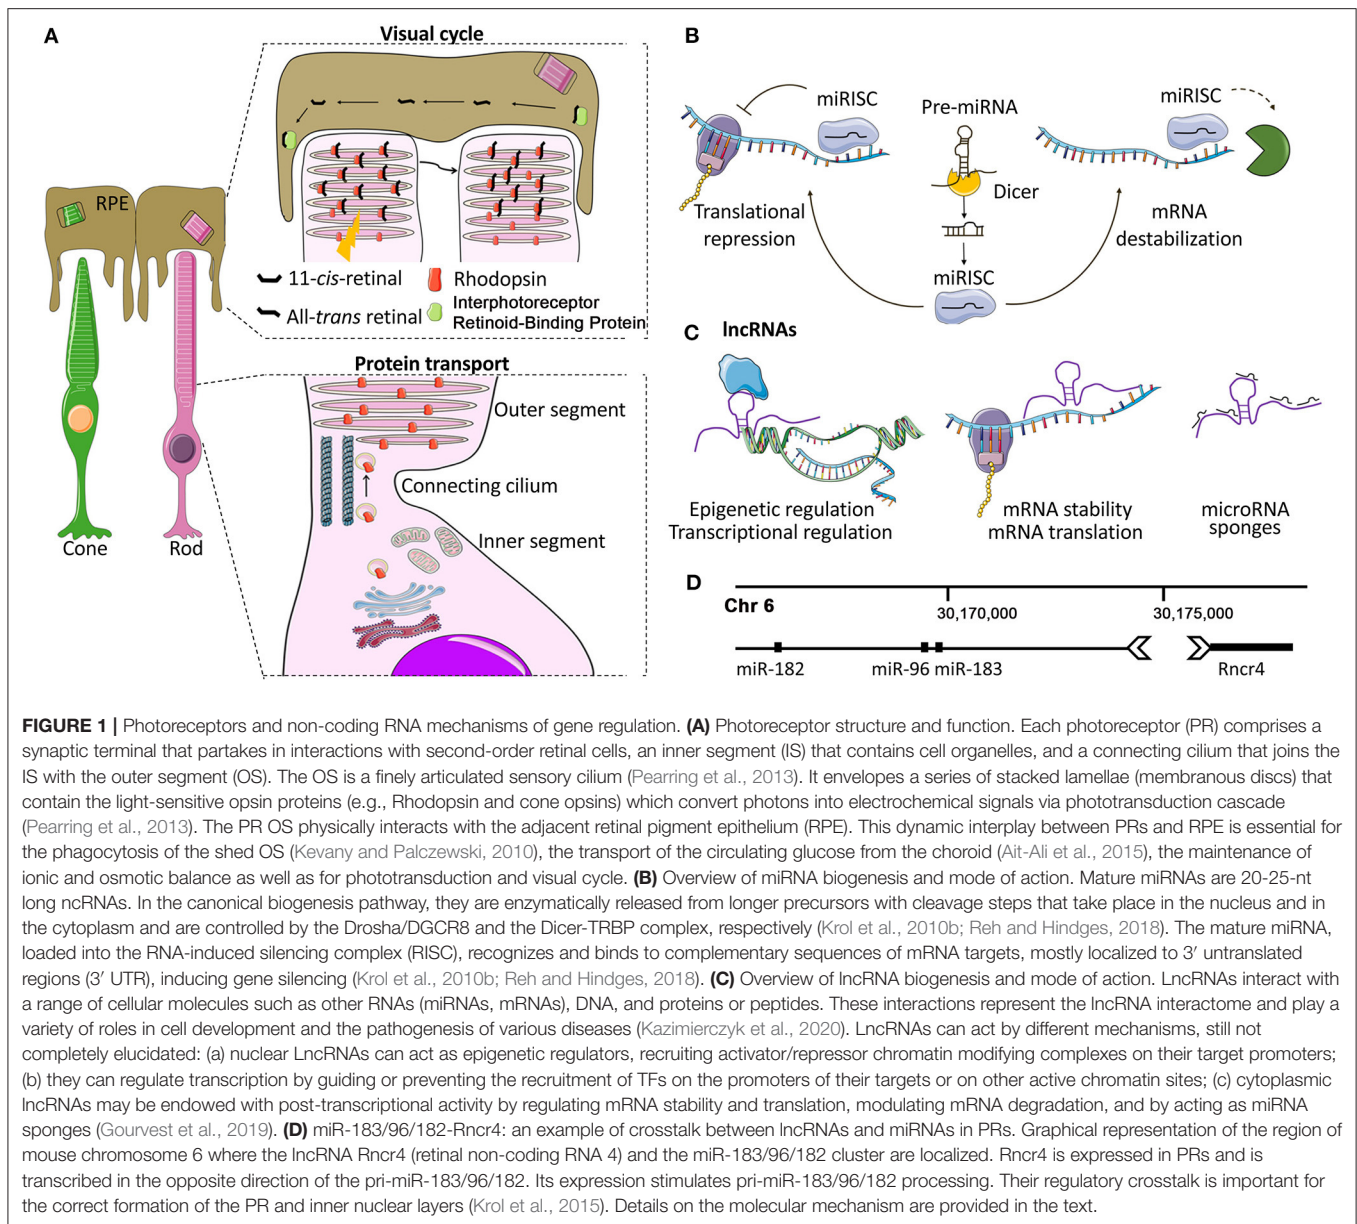 A
Visual cycle
RPE
11-cis-retinal
Rhodopsin
All-trans retinal
Interphotoreceptor
Retinoid-Binding Protein
Protein transport
Outer segment
Connecting cilium
Inner segment
Cone
Rod
B
miRISC
Pre-miRNA
miRISC
Dicer
Translational
repression
mRNA
destabilization
miRISC
C
lncRNAs
Epigenetic regulation
Transcriptional regulation
mRNA stability
mRNA translation
microRNA
sponges
D
Chr 6
30,170,000
30,175,000
miR-182
miR-96
miR-183
Rncr4
FIGURE 1 | Photoreceptors and non-coding RNA mechanisms of gene regulation. (A) Photoreceptor structure and function. Each photoreceptor (PR) comprises a
synaptic terminal that partakes in interactions with second-order retinal cells, an inner segment (IS) that contains cell organelles, and a connecting cilium that joins the
IS with the outer segment (OS). The OS is a finely articulated sensory cilium (Pearring et al., 2013). It envelopes a series of stacked lamellae (membranous discs) that
contain the light-sensitive opsin proteins (e.g., Rhodopsin and cone opsins) which convert photons into electrochemical signals via phototransduction cascade
(Pearring et al., 2013). The PR OS physically interacts with the adjacent retinal pigment epithelium (RPE). This dynamic interplay between PRs and RPE is essential for
the phagocytosis of the shed OS (Kevany and Palczewski, 2010), the transport of the circulating glucose from the choroid (Ait-Ali et al., 2015), the maintenance of
ionic and osmotic balance as well as for phototransduction and visual cycle. (B) Overview of miRNA biogenesis and mode of action. Mature miRNAs are 20-25-nt
long ncRNAs. In the canonical biogenesis pathway, they are enzymatically released from longer precursors with cleavage steps that take place in the nucleus and in
the cytoplasm and are controlled by the Drosha/DGCR8 and the Dicer-TRBP complex, respectively (Krol et al., 2010b; Reh and Hindges, 2018). The mature miRNA,
loaded into the RNA-induced silencing complex (RISC), recognizes and binds to complementary sequences of mRNA targets, mostly localized to 3′ untranslated
regions (3′ UTR), inducing gene silencing (Krol et al., 2010b; Reh and Hindges, 2018). (C) Overview of lncRNA biogenesis and mode of action. LncRNAs interact with
a range of cellular molecules such as other RNAs (miRNAs, mRNAs), DNA, and proteins or peptides. These interactions represent the lncRNA interactome and play a
variety of roles in cell development and the pathogenesis of various diseases (Kazimierczyk et al., 2020). LncRNAs can act by different mechanisms, still not
completely elucidated: (a) nuclear LncRNAs can act as epigenetic regulators, recruiting activator/repressor chromatin modifying complexes on their target promoters;
(b) they can regulate transcription by guiding or preventing the recruitment of TFs on the promoters of their targets or on other active chromatin sites; (c) cytoplasmic
lncRNAs may be endowed with post-transcriptional activity by regulating mRNA stability and translation, modulating mRNA degradation, and by acting as miRNA
sponges (Gourvest et al., 2019). (D) miR-183/96/182-Rncr4: an example of crosstalk between lncRNAs and miRNAs in PRs. Graphical representation of the region of
mouse chromosome 6 where the lncRNA Rncr4 (retinal non-coding RNA 4) and the miR-183/96/182 cluster are localized. Rncr4 is expressed in PRs and is
transcribed in the opposite direction of the pri-miR-183/96/182. Its expression stimulates pri-miR-183/96/182 processing. Their regulatory crosstalk is important for
the correct formation of the PR and inner nuclear layers (Krol et al., 2015). Details on the molecular mechanism are provided in the text.